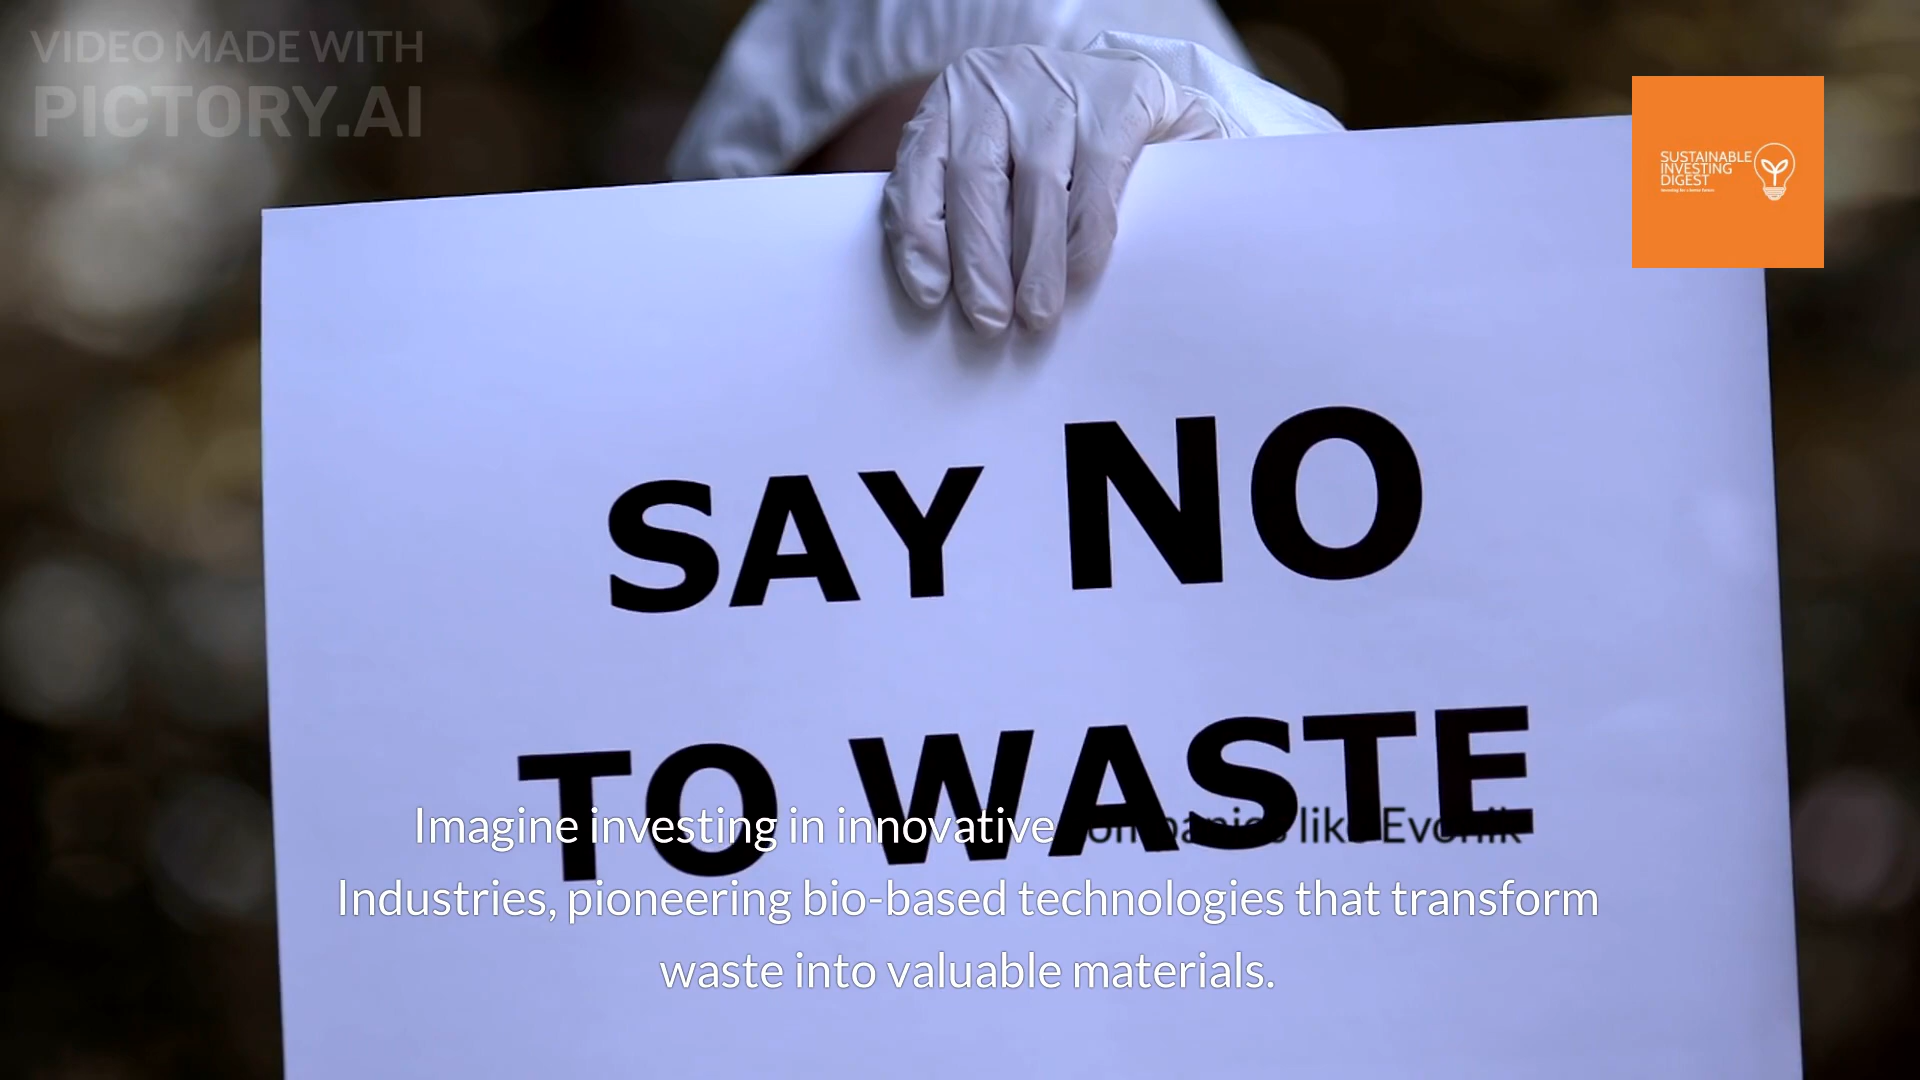 VIDEO MADE WITH
PICTORY.AI
SUSTAINABLE
INVESTING
DIGEST
SAY NO
TO WASTE
Imagine investing in innovative companies like Evonik
Industries, pioneering bio-based technologies that transform
waste into valuable materials.